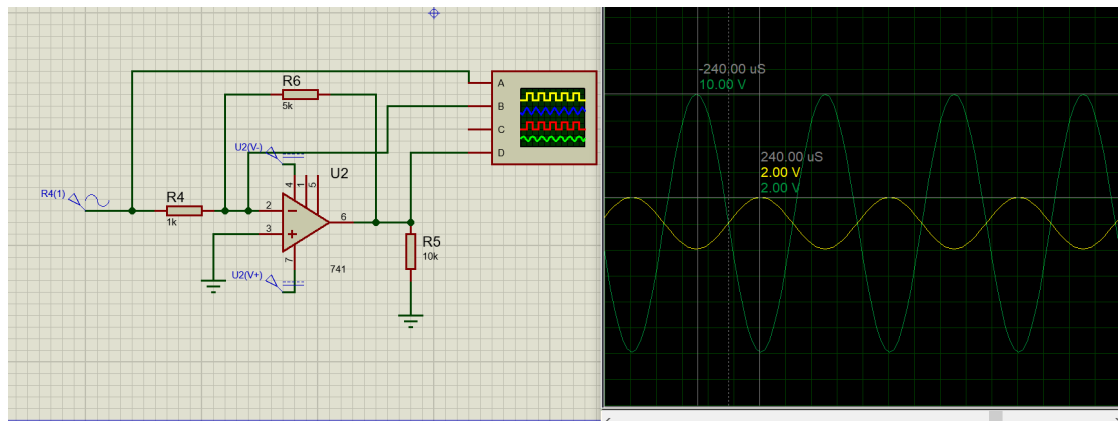 R6
5k
A
B
C
D
U2(V-)
U2
4
1
5
R4(1)
R4
1k
2
6
3
R5
10k
7
741
U2(V+)
-240.00 uS
10.00 V
240.00 uS
2.00 V
2.00 V